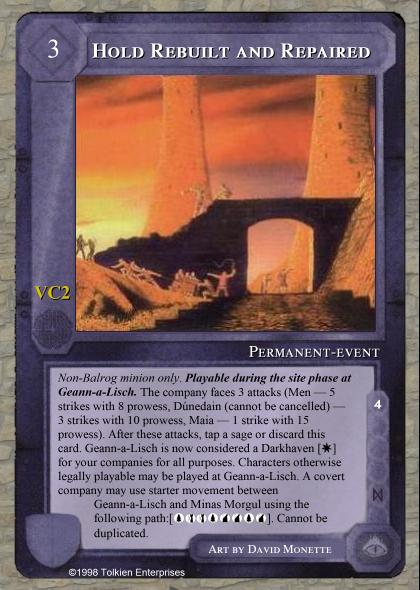 3
HOLD REBUILT AND REPAIRED
VC2
PERMANENT-EVENT
Non-Balrog minion only. Playable during the site phase at
Geann-a-Lisch. The company faces 3 attacks (Men — 5
strikes with 8 prowess, Dúnedain (cannot be cancelled) —
3 strikes with 10 prowess, Maia — 1 strike with 15
prowess). After these attacks, tap a sage or discard this
card. Geann-a-Lisch is now considered a Darkhaven [✷]
for your companies for all purposes. Characters otherwise
legally playable may be played at Geann-a-Lisch. A covert
company may use starter movement between
Geann-a-Lisch and Minas Morgul using the
following path:[ ]. Cannot be
duplicated.
4
ART BY DAVID MONETTE
©1998 Tolkien Enterprises